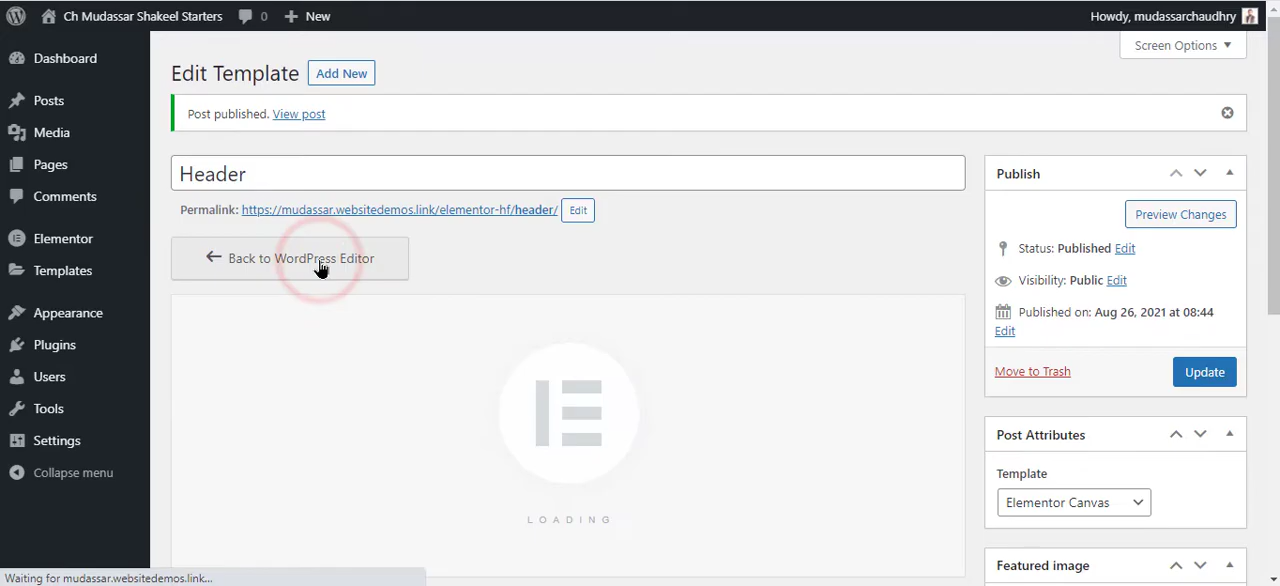 Ch Mudassar Shakeel Starters 0 New Howdy, mudassarchaudhry
Screen Options
Dashboard
Posts
Media
Pages
Comments
Elementor
Templates
Appearance
Plugins
Users
Tools
Settings
Collapse menu
Edit Template Add New
Post published. View post
Header
Permalink: https://mudassar.websitedemos.link/elementor-hf/header/ Edit
Back to WordPress Editor
LOADING
Publish
Preview Changes
Status: Published Edit
Visibility: Public Edit
Published on: Aug 26, 2021 at 08:44
Edit
Move to Trash Update
Post Attributes
Template
Elementor Canvas
Featured image
Waiting for mudassar.websitedemos.link...